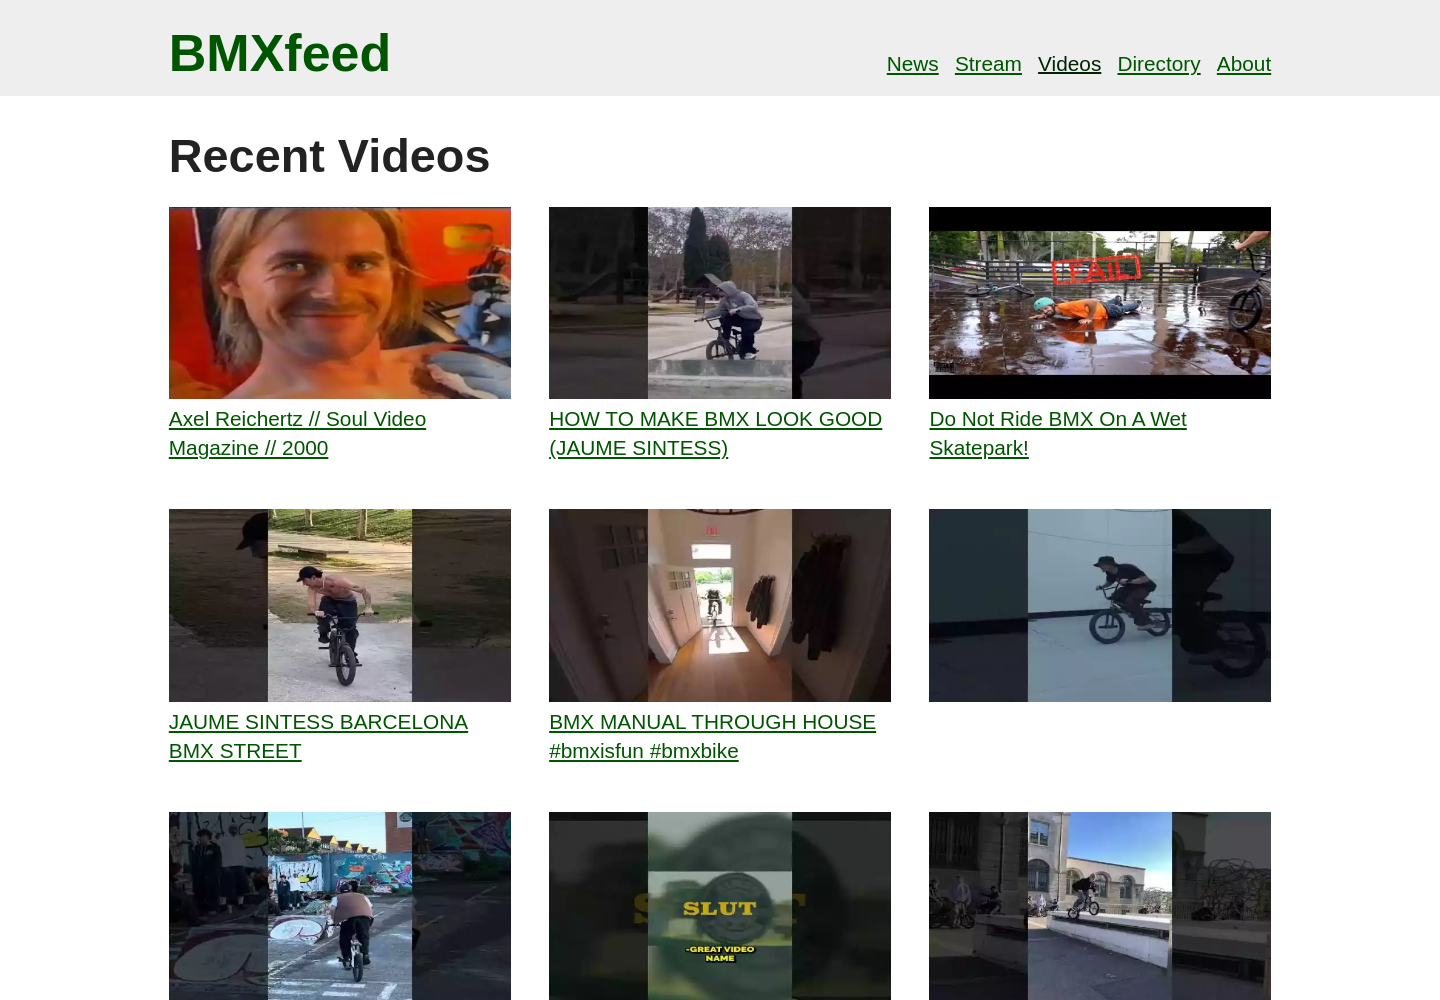 BMXfeed
News Stream Videos Directory About
Recent Videos
FAIL
Axel Reichertz // Soul Video
Magazine // 2000
HOW TO MAKE BMX LOOK GOOD
(JAUME SINTESS)
Do Not Ride BMX On A Wet
Skatepark!
JAUME SINTESS BARCELONA
BMX STREET
BMX MANUAL THROUGH HOUSE
#bmxisfun #bmxbike
SLUT
-GREAT VIDEO
NAME